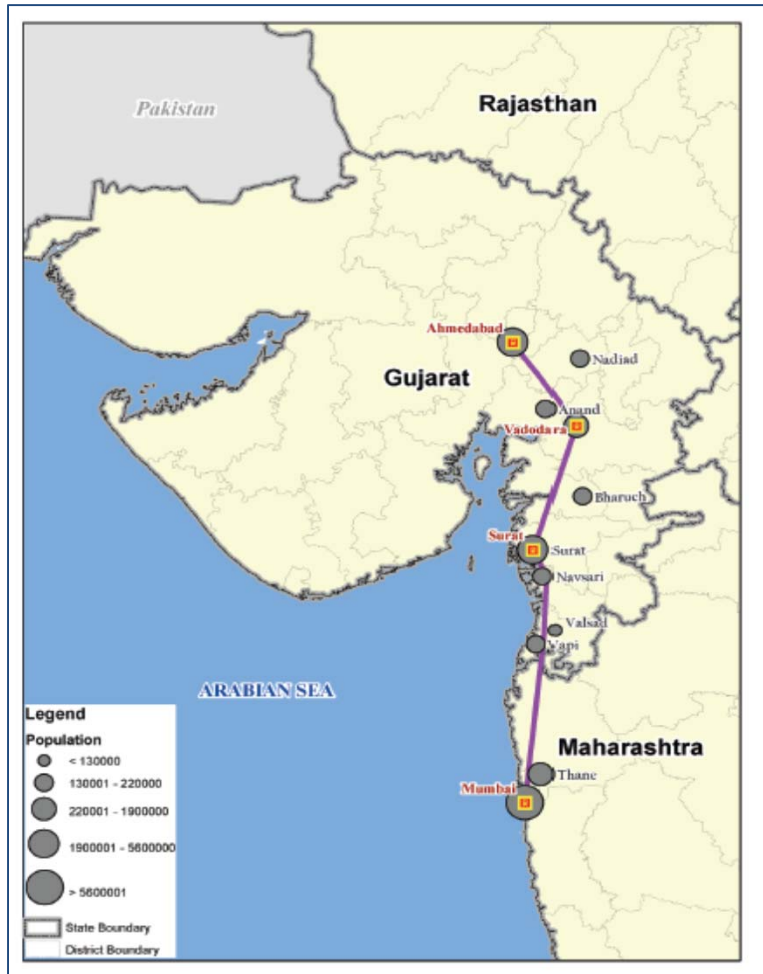 Pakistan
Rajasthan
Ahmedabad
Nadiad
Gujarat
Anand
Vadodara
Bharuch
Surat
Surat
Navsari
Valsad
Vapi
ARABIAN SEA
Maharashtra
Thane
Mumbai
Legend
Population
< 130000
130001 - 220000
220001 - 1900000
1900001 - 5600000
> 5600001
State Boundary
District Boundary